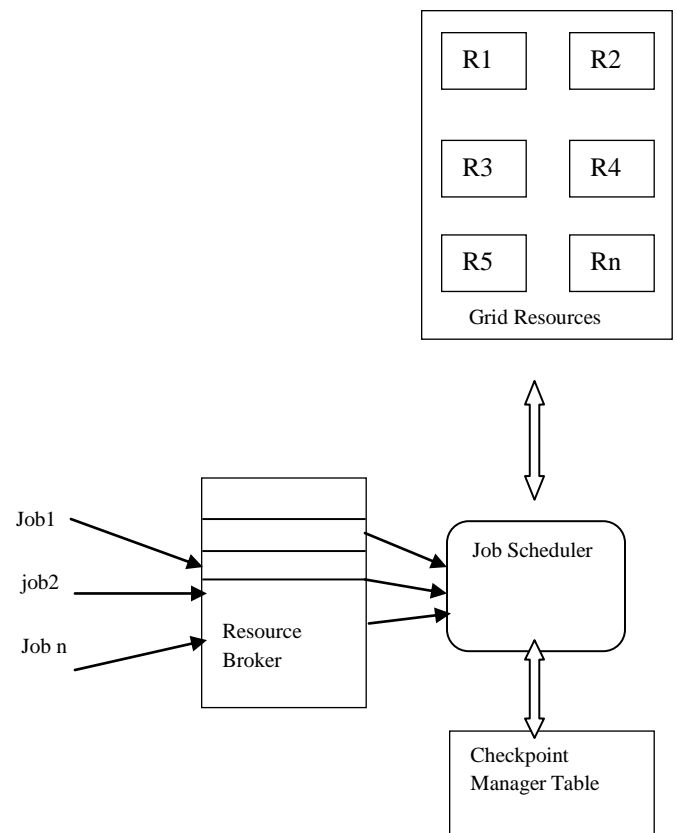 R1 R2
R3 R4
R5 Rn
Grid Resources
Job1
job2
Job n
Resource
Broker
Job Scheduler
Checkpoint
Manager Table